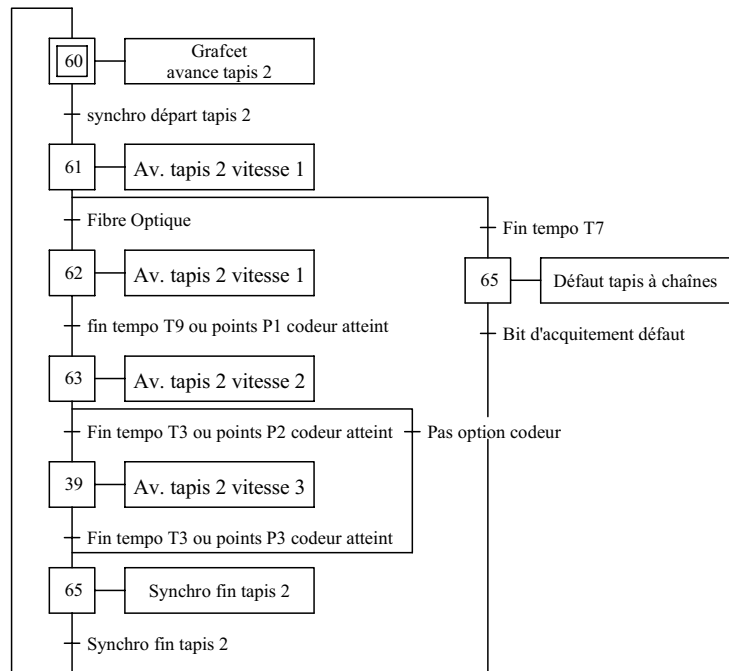 60
Grafcet
avance tapis 2
synchro départ tapis 2
61
Av. tapis 2 vitesse 1
Fibre Optique
Fin tempo T7
62
Av. tapis 2 vitesse 1
65
Défaut tapis à chaînes
fin tempo T9 ou points P1 codeur atteint
Bit d'acquitement défaut
63
Av. tapis 2 vitesse 2
Fin tempo T3 ou points P2 codeur atteint
Pas option codeur
39
Av. tapis 2 vitesse 3
Fin tempo T3 ou points P3 codeur atteint
65
Synchro fin tapis 2
Synchro fin tapis 2